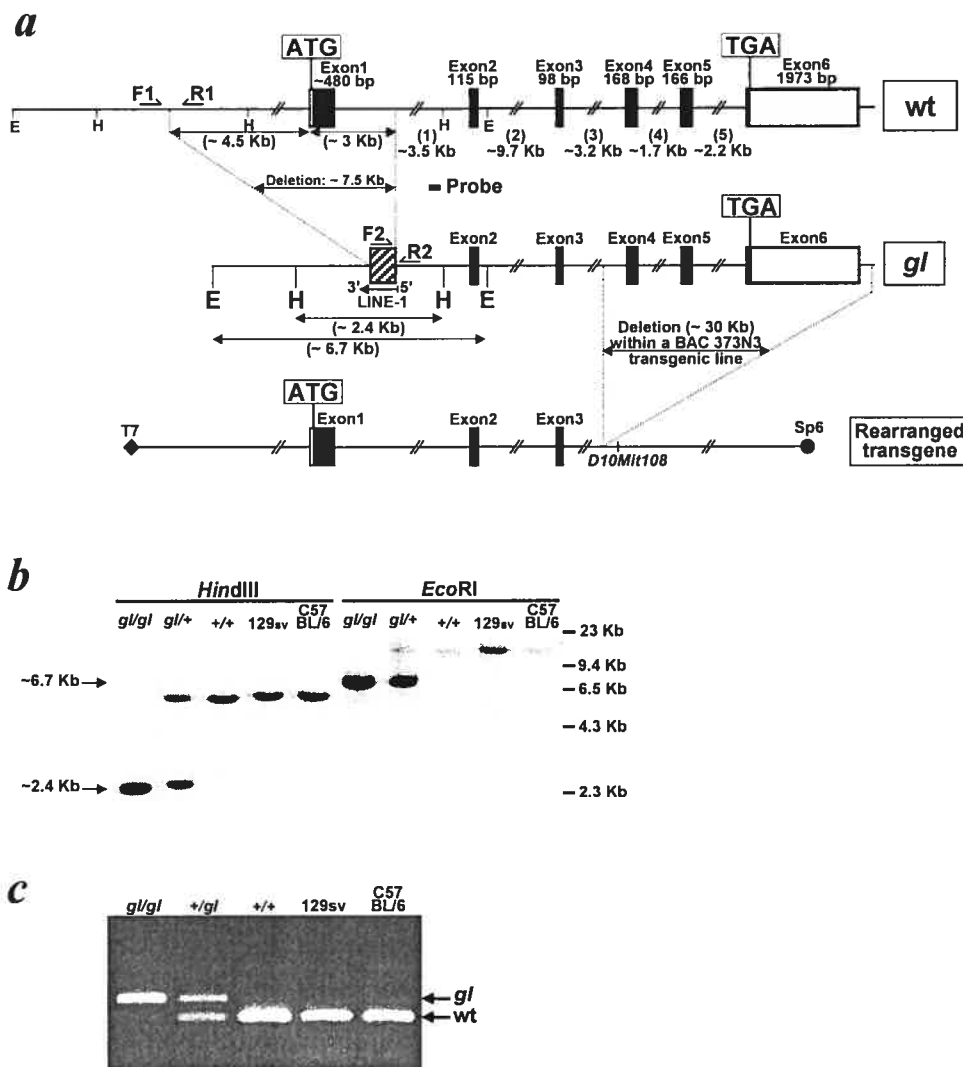 a
ATG
TGA
Exon1
~480 bp
Exon2
115 bp
Exon3
98 bp
Exon4
168 bp
Exon5
166 bp
Exon6
1973 bp
F1
R1
wt
E
H
H
H
E
(~ 4.5 Kb)
(~ 3 Kb)
(1)
~3.5 Kb
(2)
~9.7 Kb
(3)
~3.2 Kb
(4)
~1.7 Kb
(5)
~2.2 Kb
Deletion: ~ 7.5 Kb
Probe
TGA
F2
R2
Exon2
Exon3
Exon4
Exon5
Exon6
gl
E
H
3'
5'
LINE-1
H
E
(~ 2.4 Kb)
(~ 6.7 Kb)
Deletion (~ 30 Kb)
within a BAC 373N3
transgenic line
ATG
Exon1
Exon2
Exon3
T7
Sp6
D10Mit108
Rearranged
transgene
b
HindIII
EcoRI
gl/gl
gl/+
+/+
129sv
C57
BL/6
gl/gl
gl/+
+/+
129sv
C57
BL/6
23 Kb
9.4 Kb
~6.7 Kb
6.5 Kb
4.3 Kb
~2.4 Kb
2.3 Kb
c
gl/gl
+/gl
+/+
129sv
C57
BL/6
gl
wt